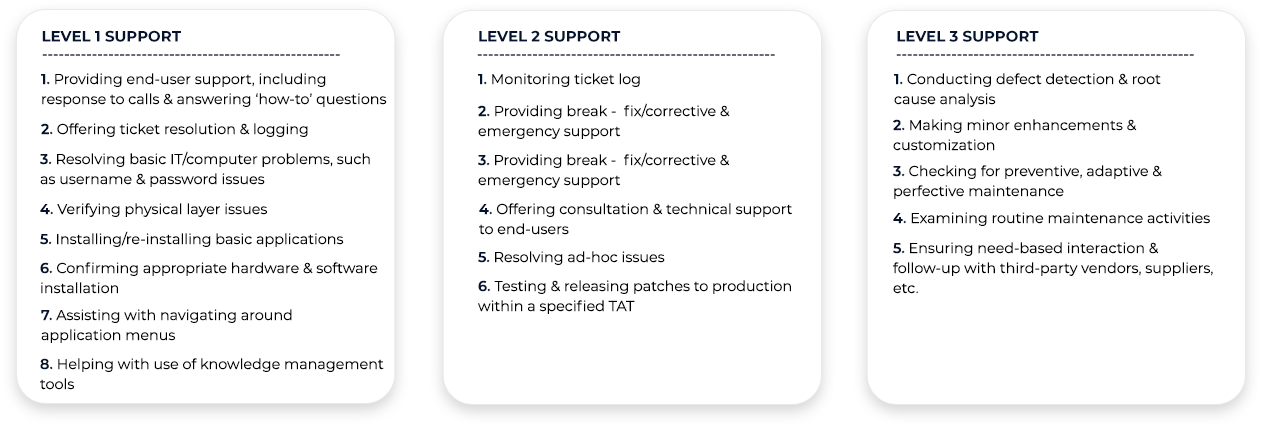 LEVEL 1 SUPPORT
1. Providing end-user support, including
response to calls & answering ‘how-to’ questions
2. Offering ticket resolution & logging
3. Resolving basic IT/computer problems, such
as username & password issues
4. Verifying physical layer issues
5. Installing/re-installing basic applications
6. Confirming appropriate hardware & software
installation
7. Assisting with navigating around
application menus
8. Helping with use of knowledge management
tools
LEVEL 2 SUPPORT
1. Monitoring ticket log
2. Providing break - fix/corrective &
emergency support
3. Providing break - fix/corrective &
emergency support
4. Offering consultation & technical support
to end-users
5. Resolving ad-hoc issues
6. Testing & releasing patches to production
within a specified TAT
LEVEL 3 SUPPORT
1. Conducting defect detection & root
cause analysis
2. Making minor enhancements &
customization
3. Checking for preventive, adaptive &
perfective maintenance
4. Examining routine maintenance activities
5. Ensuring need-based interaction &
follow-up with third-party vendors, suppliers,
etc.